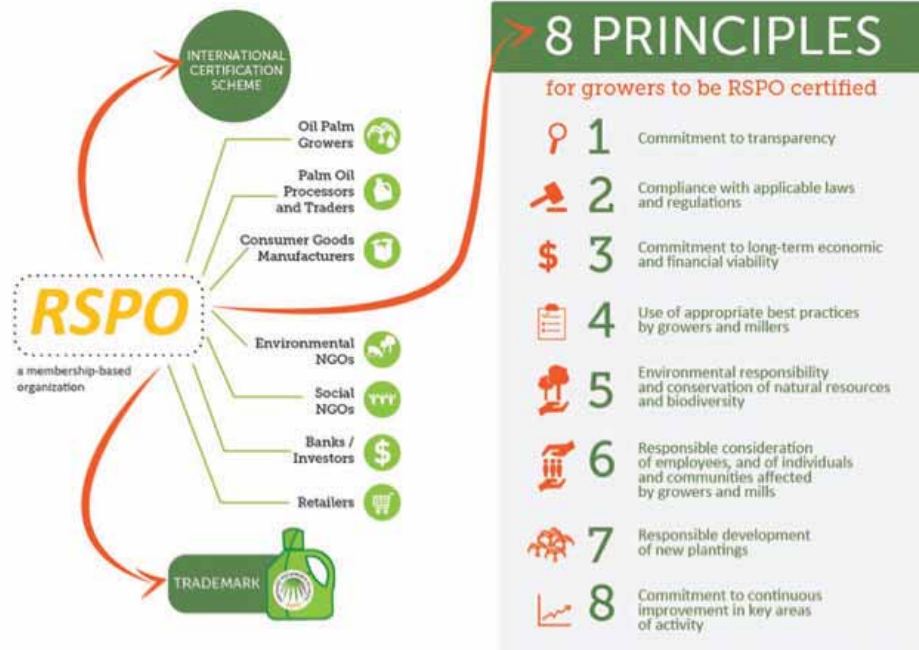 INTERNATIONAL
CERTIFICATION
SCHEME
Oil Palm
Growers
Palm Oil
Processors
and Traders
Consumer Goods
Manufacturers
RSPO
a membership-based
organization
Environmental
NGOs
Social
NGOs
Banks /
Investors
$
Retailers
TRADEMARK
8 PRINCIPLES
for growers to be RSPO certified
1
Commitment to transparency
2
Compliance with applicable laws
and regulations
$
3
Commitment to long-term economic
and financial viability
4
Use of appropriate best practices
by growers and millers
5
Environmental responsibility
and conservation of natural resources
and biodiversity
6
Responsible consideration
of employees, and of individuals
and communities affected
by growers and mills
7
Responsible development
of new plantings
8
Commitment to continuous
improvement in key areas
of activity